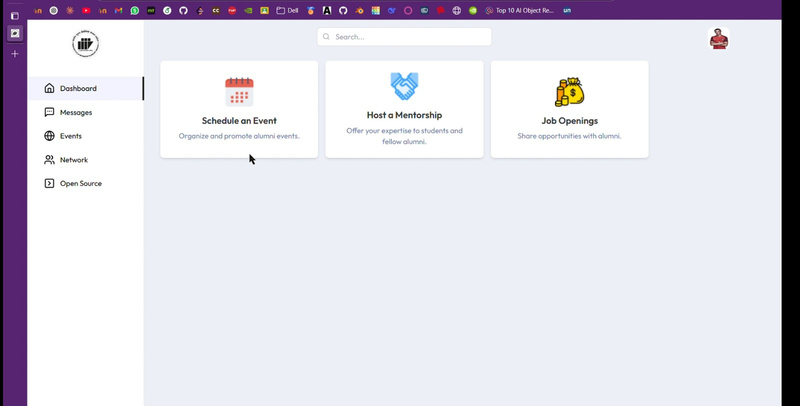 Dell
Top 10 AI Object Re...
Search...
Dashboard
Messages
Events
Network
Open Source
Schedule an Event
Organize and promote alumni events.
Host a Mentorship
Offer your expertise to students and
fellow alumni.
Job Openings
Share opportunities with alumni.